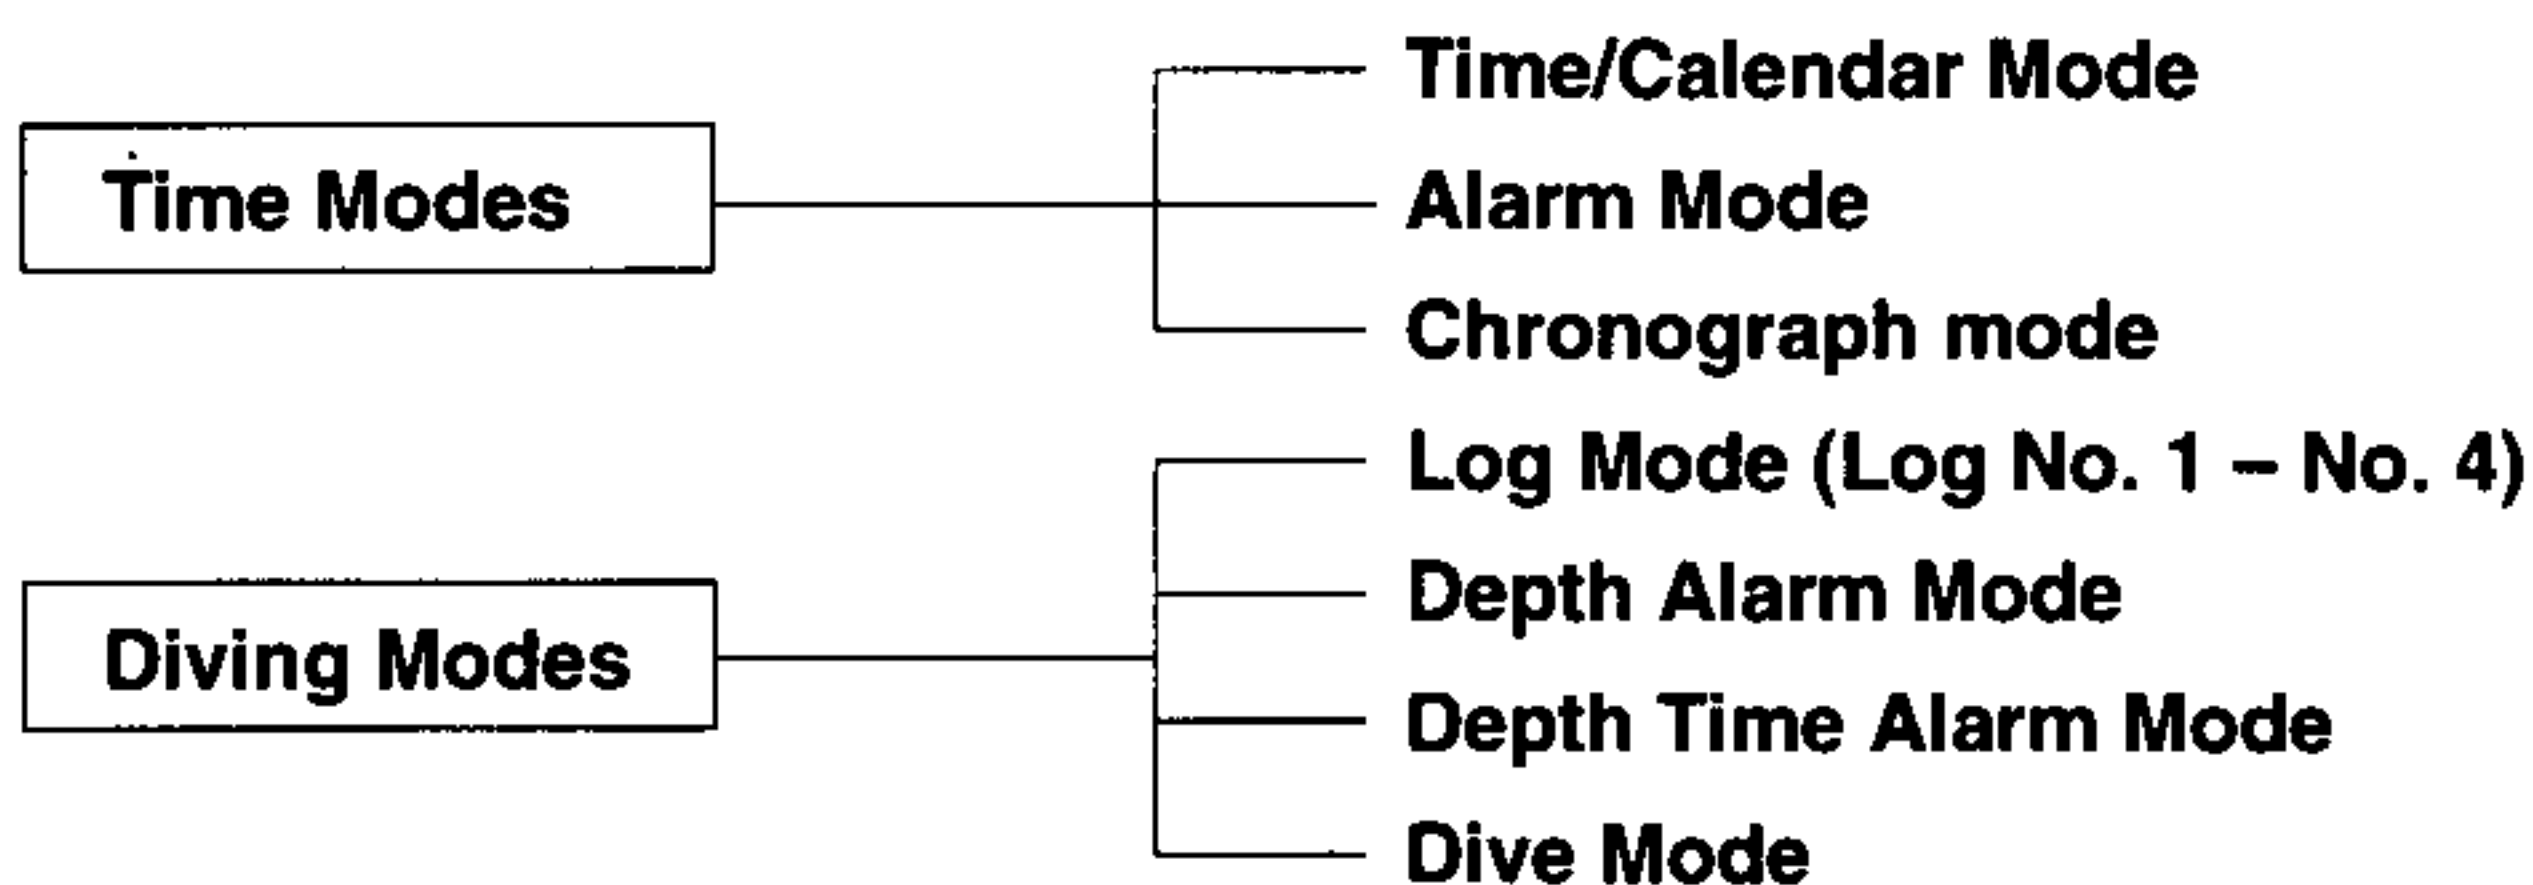 Time Modes
Time/Calendar Mode
Alarm Mode
Chronograph mode
Diving Modes
Log Mode (Log No. 1 – No. 4)
Depth Alarm Mode
Depth Time Alarm Mode
Dive Mode